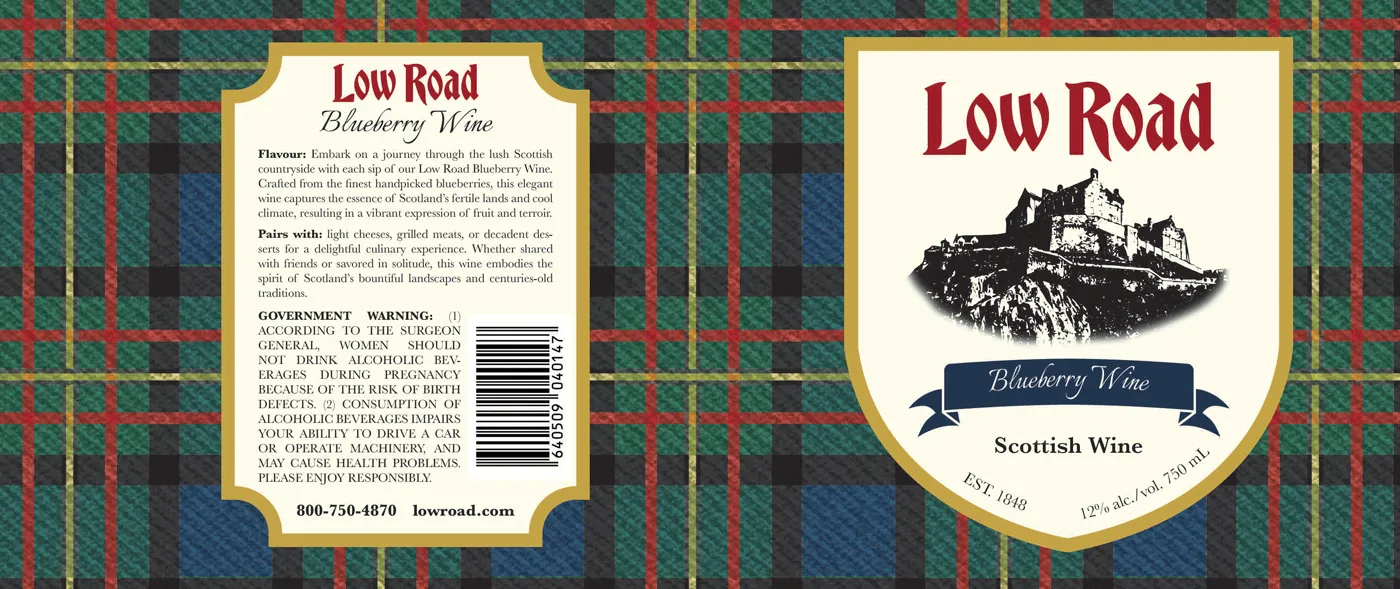 Low Road
Blueberry Wine
Flavour: Embark on a journey through the lush Scottish
countryside with each sip of our Low Road Blueberry Wine.
Crafted from the finest handpicked blueberries, this elegant
wine captures the essence of Scotland's fertile lands and cool
climate, resulting in a vibrant expression of fruit and terroir.
Pairs with: light cheeses, grilled meats, or decadent des-
serts for a delightful culinary experience. Whether shared
with friends or savored in solitude, this wine embodies the
spirit of Scotland's bountiful landscapes and centuries-old
traditions.
GOVERNMENT WARNING: (1)
ACCORDING TO THE SURGEON
GENERAL, WOMEN SHOULD
NOT DRINK ALCOHOLIC BEV-
ERAGES DURING PREGNANCY
BECAUSE OF THE RISK OF BIRTH
DEFECTS. (2) CONSUMPTION OF
ALCOHOLIC BEVERAGES IMPAIRS
YOUR ABILITY TO DRIVE A CAR
OR OPERATE MACHINERY, AND
MAY CAUSE HEALTH PROBLEMS.
PLEASE ENJOY RESPONSIBLY.
640509 040147
800-750-4870 lowroad.com
Low Road
Blueberry Wine
Scottish Wine
EST. 1848
12% alc./vol. 750 mL